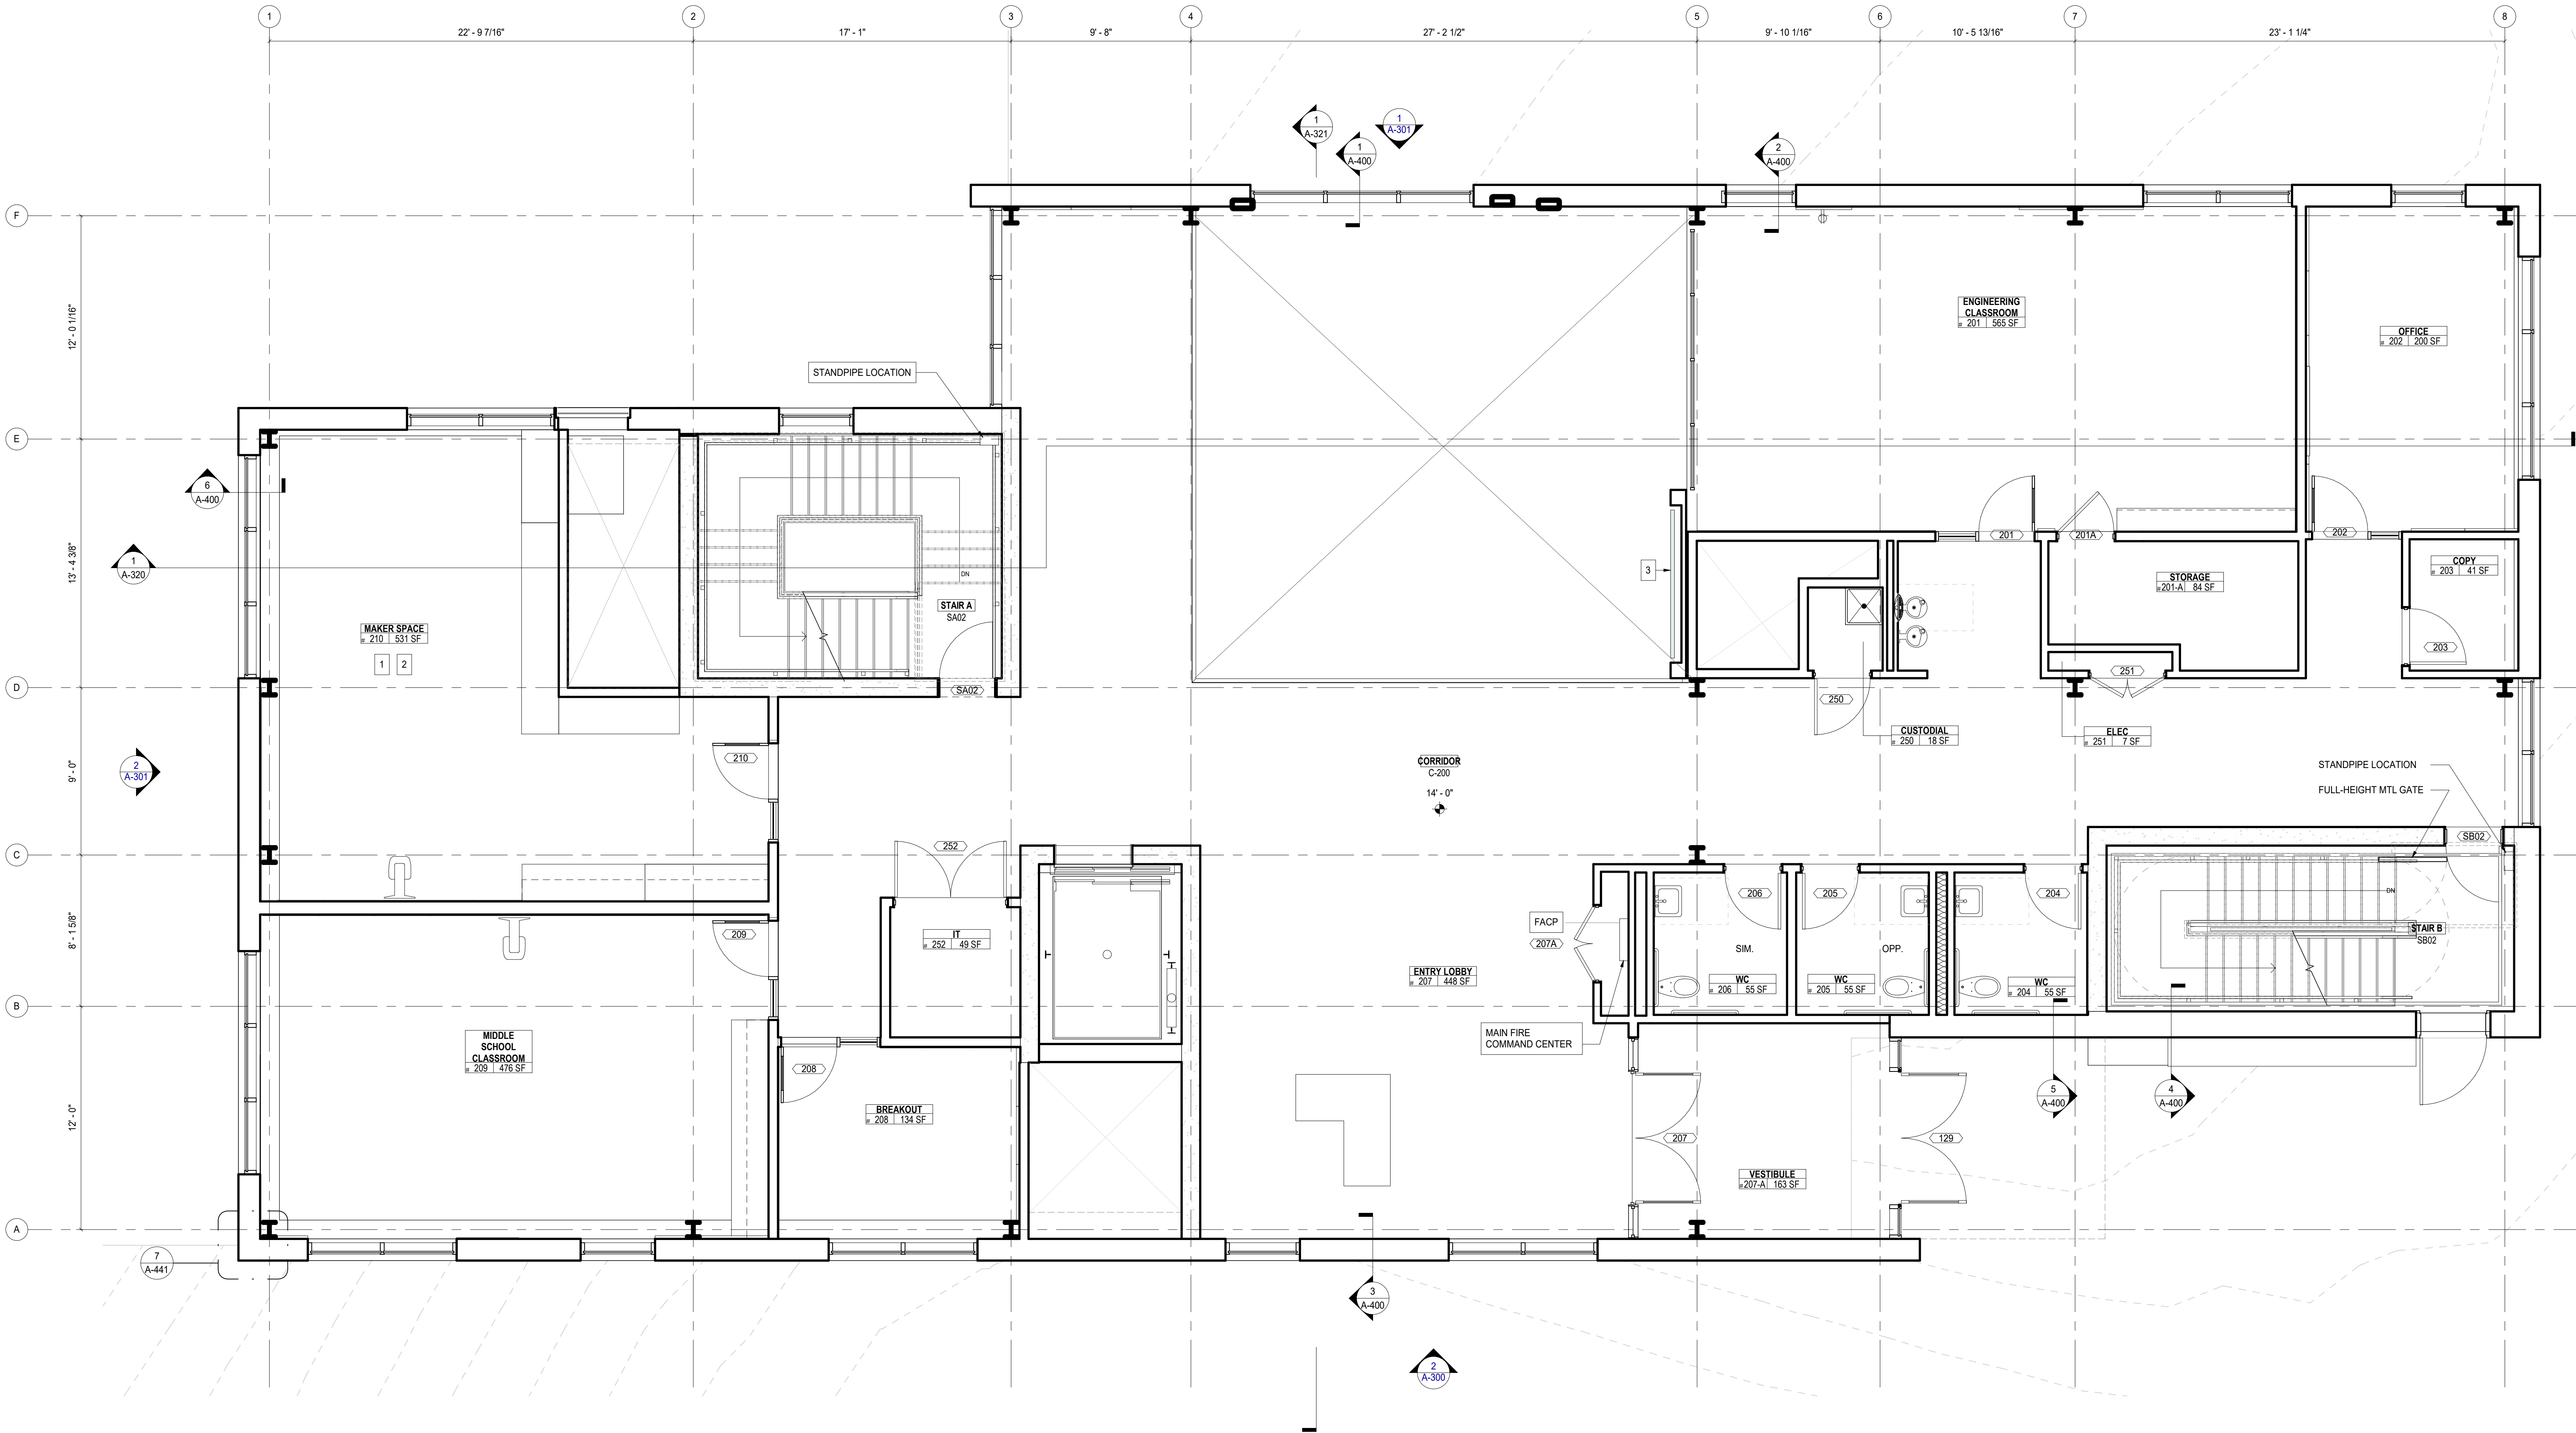 1
2
3
4
5
6
7
8
22' - 9 7/16"
17' - 1"
9' - 8"
27' - 2 1/2"
9' - 10 1/16"
10' - 5 13/16"
23' - 1 1/4"
1
A-321
1
A-301
1
A-400
2
A-400
F
12' - 0 1/16"
ENGINEERING
CLASSROOM
# 201 565 SF
OFFICE
# 202 200 SF
STANDPIPE LOCATION
E
6
A-400
13' - 4 3/8"
1
A-320
DN
STAIR A
SA02
3
201
201A
202
COPY
# 203 41 SF
STORAGE
# 201-A 84 SF
MAKER SPACE
# 210 531 SF
1
2
203
251
D
SA02
250
CUSTODIAL
# 250 18 SF
ELEC
# 251 7 SF
9' - 0"
2
A-301
210
CORRIDOR
C-200
14' - 0"
STANDPIPE LOCATION
FULL-HEIGHT MTL GATE
SB02
C
252
206
205
204
DN
8' - 1 5/8"
209
IT
# 252 49 SF
FACP
207A
SIM.
OPP.
STAIR B
SB02
ENTRY LOBBY
# 207 448 SF
WC
# 206 55 SF
WC
# 205 55 SF
WC
# 204 55 SF
B
MAIN FIRE
COMMAND CENTER
MIDDLE
SCHOOL
CLASSROOM
# 209 476 SF
208
5
A-400
4
A-400
12' - 0"
BREAKOUT
# 208 134 SF
207
129
VESTIBULE
# 207-A 163 SF
A
7
A-441
3
A-400
2
A-300